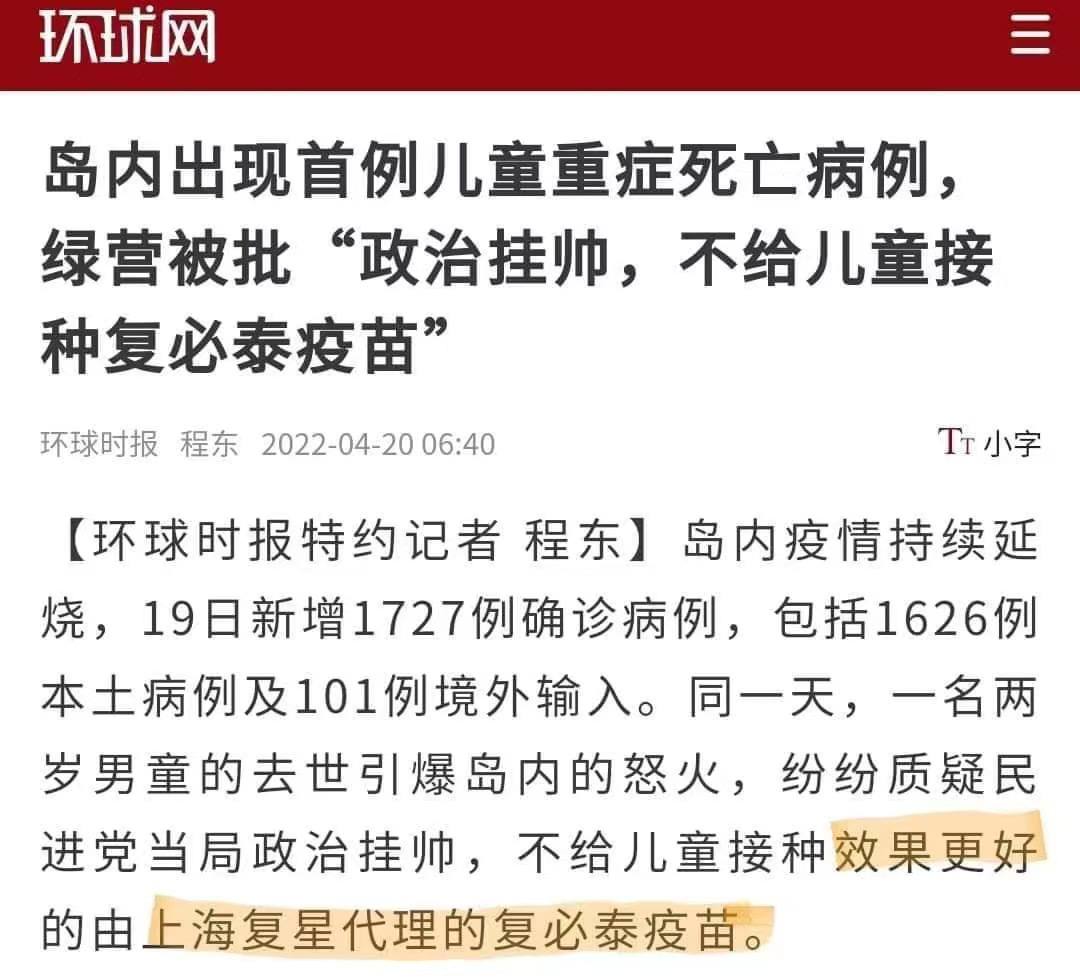 环球网
岛内出现首例儿童重症死亡病例，
绿营被批“政治挂帅，不给儿童接
种复必泰疫苗”
环球时报 程东 2022-04-20 06:40
TT 小字
【环球时报特约记者 程东】岛内疫情持续延
烧，19日新增1727例确诊病例，包括1626例
本土病例及101例境外输入。同一天，一名两
岁男童的去世引爆岛内的怒火，纷纷质疑民
进党当局政治挂帅，不给儿童接种效果更好
的由上海复星代理的复必泰疫苗。